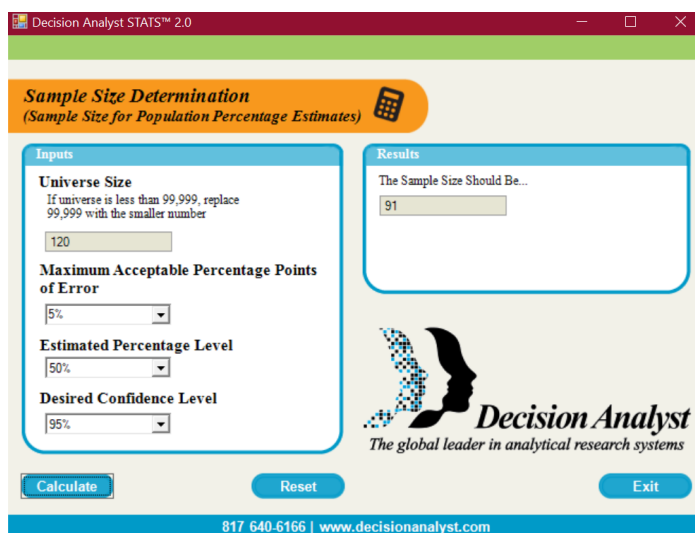 Decision Analyst STATS™ 2.0
Sample Size Determination
(Sample Size for Population Percentage Estimates)
Inputs
Universe Size
If universe is less than 99,999, replace
99,999 with the smaller number
120
Maximum Acceptable Percentage Points
of Error
5%
Estimated Percentage Level
50%
Desired Confidence Level
95%
Results
The Sample Size Should Be...
91
Decision Analyst
The global leader in analytical research systems
Calculate
Reset
Exit
817 640-6166 | www.decisionanalyst.com